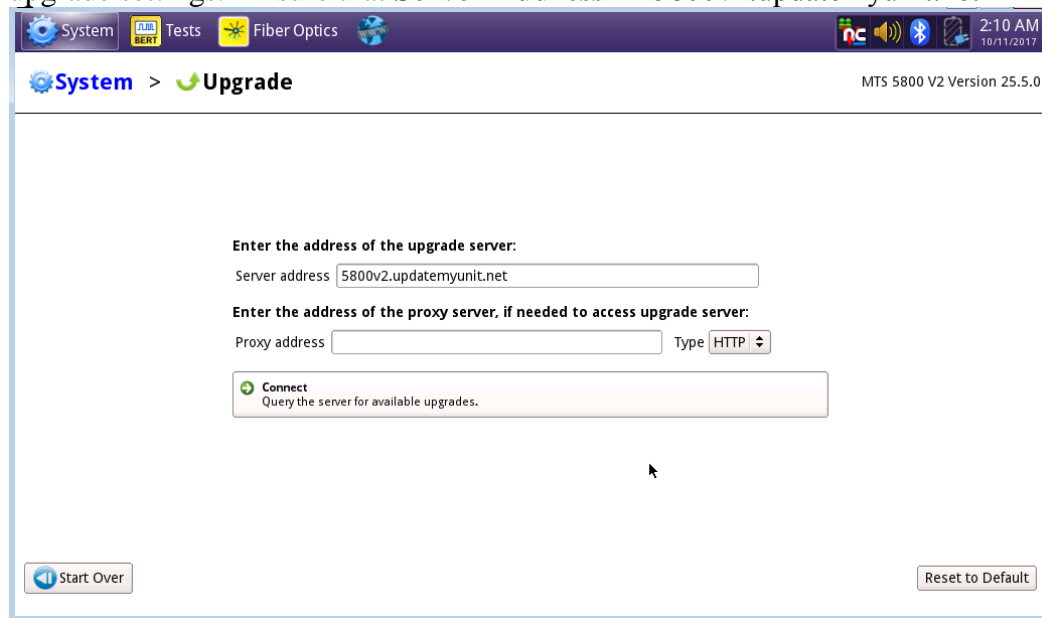 System
BERT
Tests
Fiber Optics
2:10 AM
10/11/2017
System > Upgrade
MTS 5800 V2 Version 25.5.0
Enter the address of the upgrade server:
Server address 5800v2.updatemyunit.net
Enter the address of the proxy server, if needed to access upgrade server:
Proxy address Type HTTP
Connect
Query the server for available upgrades.
Start Over
Reset to Default